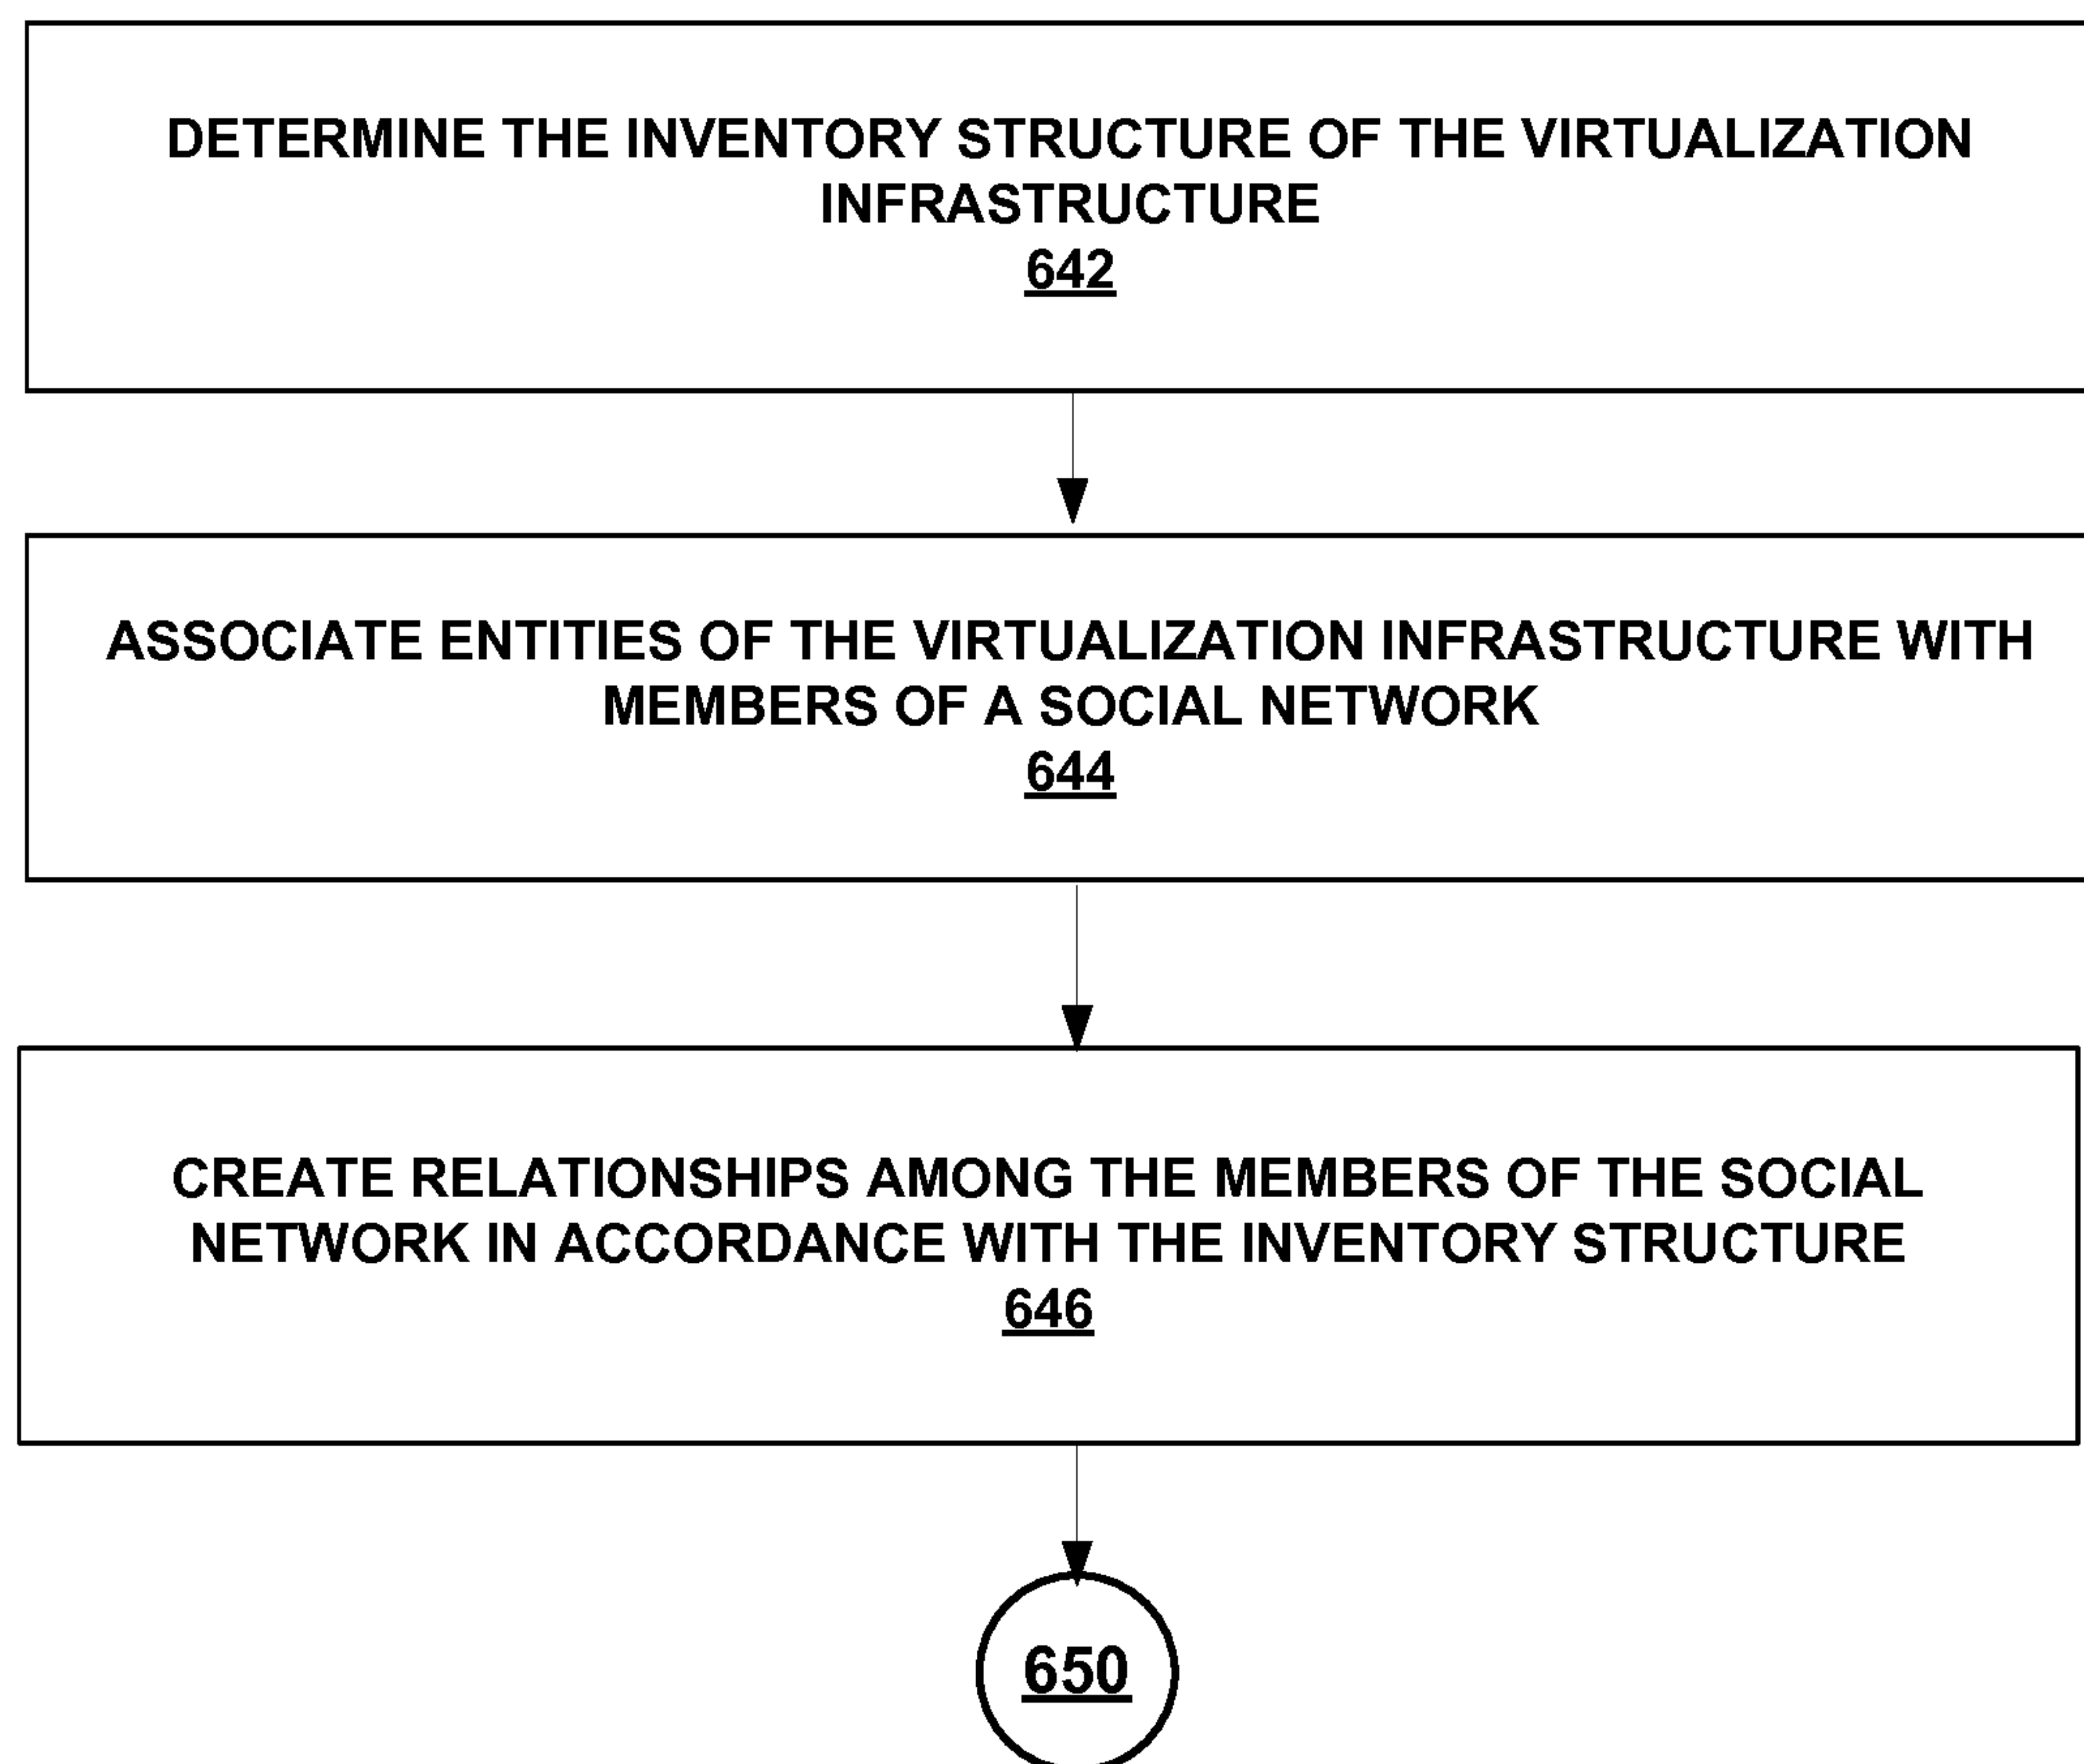 DETERMINE THE INVENTORY STRUCTURE OF THE VIRTUALIZATION
INFRASTRUCTURE
642
ASSOCIATE ENTITIES OF THE VIRTUALIZATION INFRASTRUCTURE WITH
MEMBERS OF A SOCIAL NETWORK
644
CREATE RELATIONSHIPS AMONG THE MEMBERS OF THE SOCIAL
NETWORK IN ACCORDANCE WITH THE INVENTORY STRUCTURE
646
650